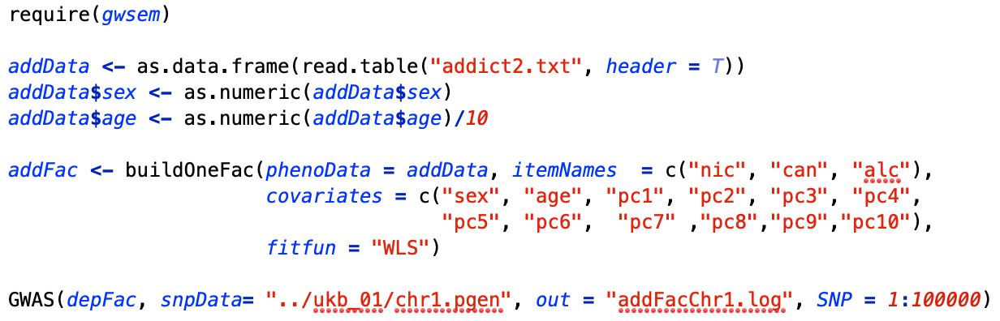 require(gwsem)
addData <- as.data.frame(read.table("addict2.txt", header = T))
addData$sex <- as.numeric(addData$sex)
addData$age <- as.numeric(addData$age)/10
addFac <- buildOneFac(phenoData = addData, itemNames  = c("nic", "can", "alc"),
covariates = c("sex", "age", "pc1", "pc2", "pc3", "pc4",
"pc5", "pc6",  "pc7" ,"pc8","pc9","pc10"),
fitfun = "WLS")
GWAS(depFac, snpData= "../ukb_01/chr1.pgen", out = "addFacChr1.log", SNP = 1:100000)